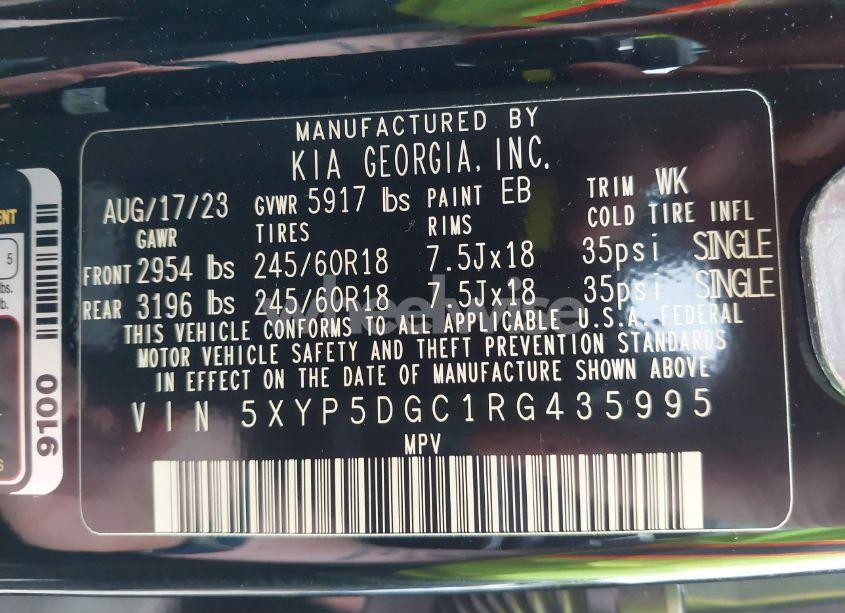 MANUFACTURED BY
KIA GEORGIA, INC.
AUG/17/23 GVWR 5917 lbs PAINT EB TRIM WK
GAWR TIRES RIMS COLD TIRE INFL
FRONT 2954 lbs 245/60R18 7.5Jx18 35psi SINGLE
REAR 3196 lbs 245/60R18 7.5Jx18 35psi SINGLE
THIS VEHICLE CONFORMS TO ALL APPLICABLE U.S.A. FEDERAL
MOTOR VEHICLE SAFETY AND THEFT PREVENTION STANDARDS
IN EFFECT ON THE DATE OF MANUFACTURE SHOWN ABOVE
VIN 5XYP5DGC1RG435995
MPV
9100
5